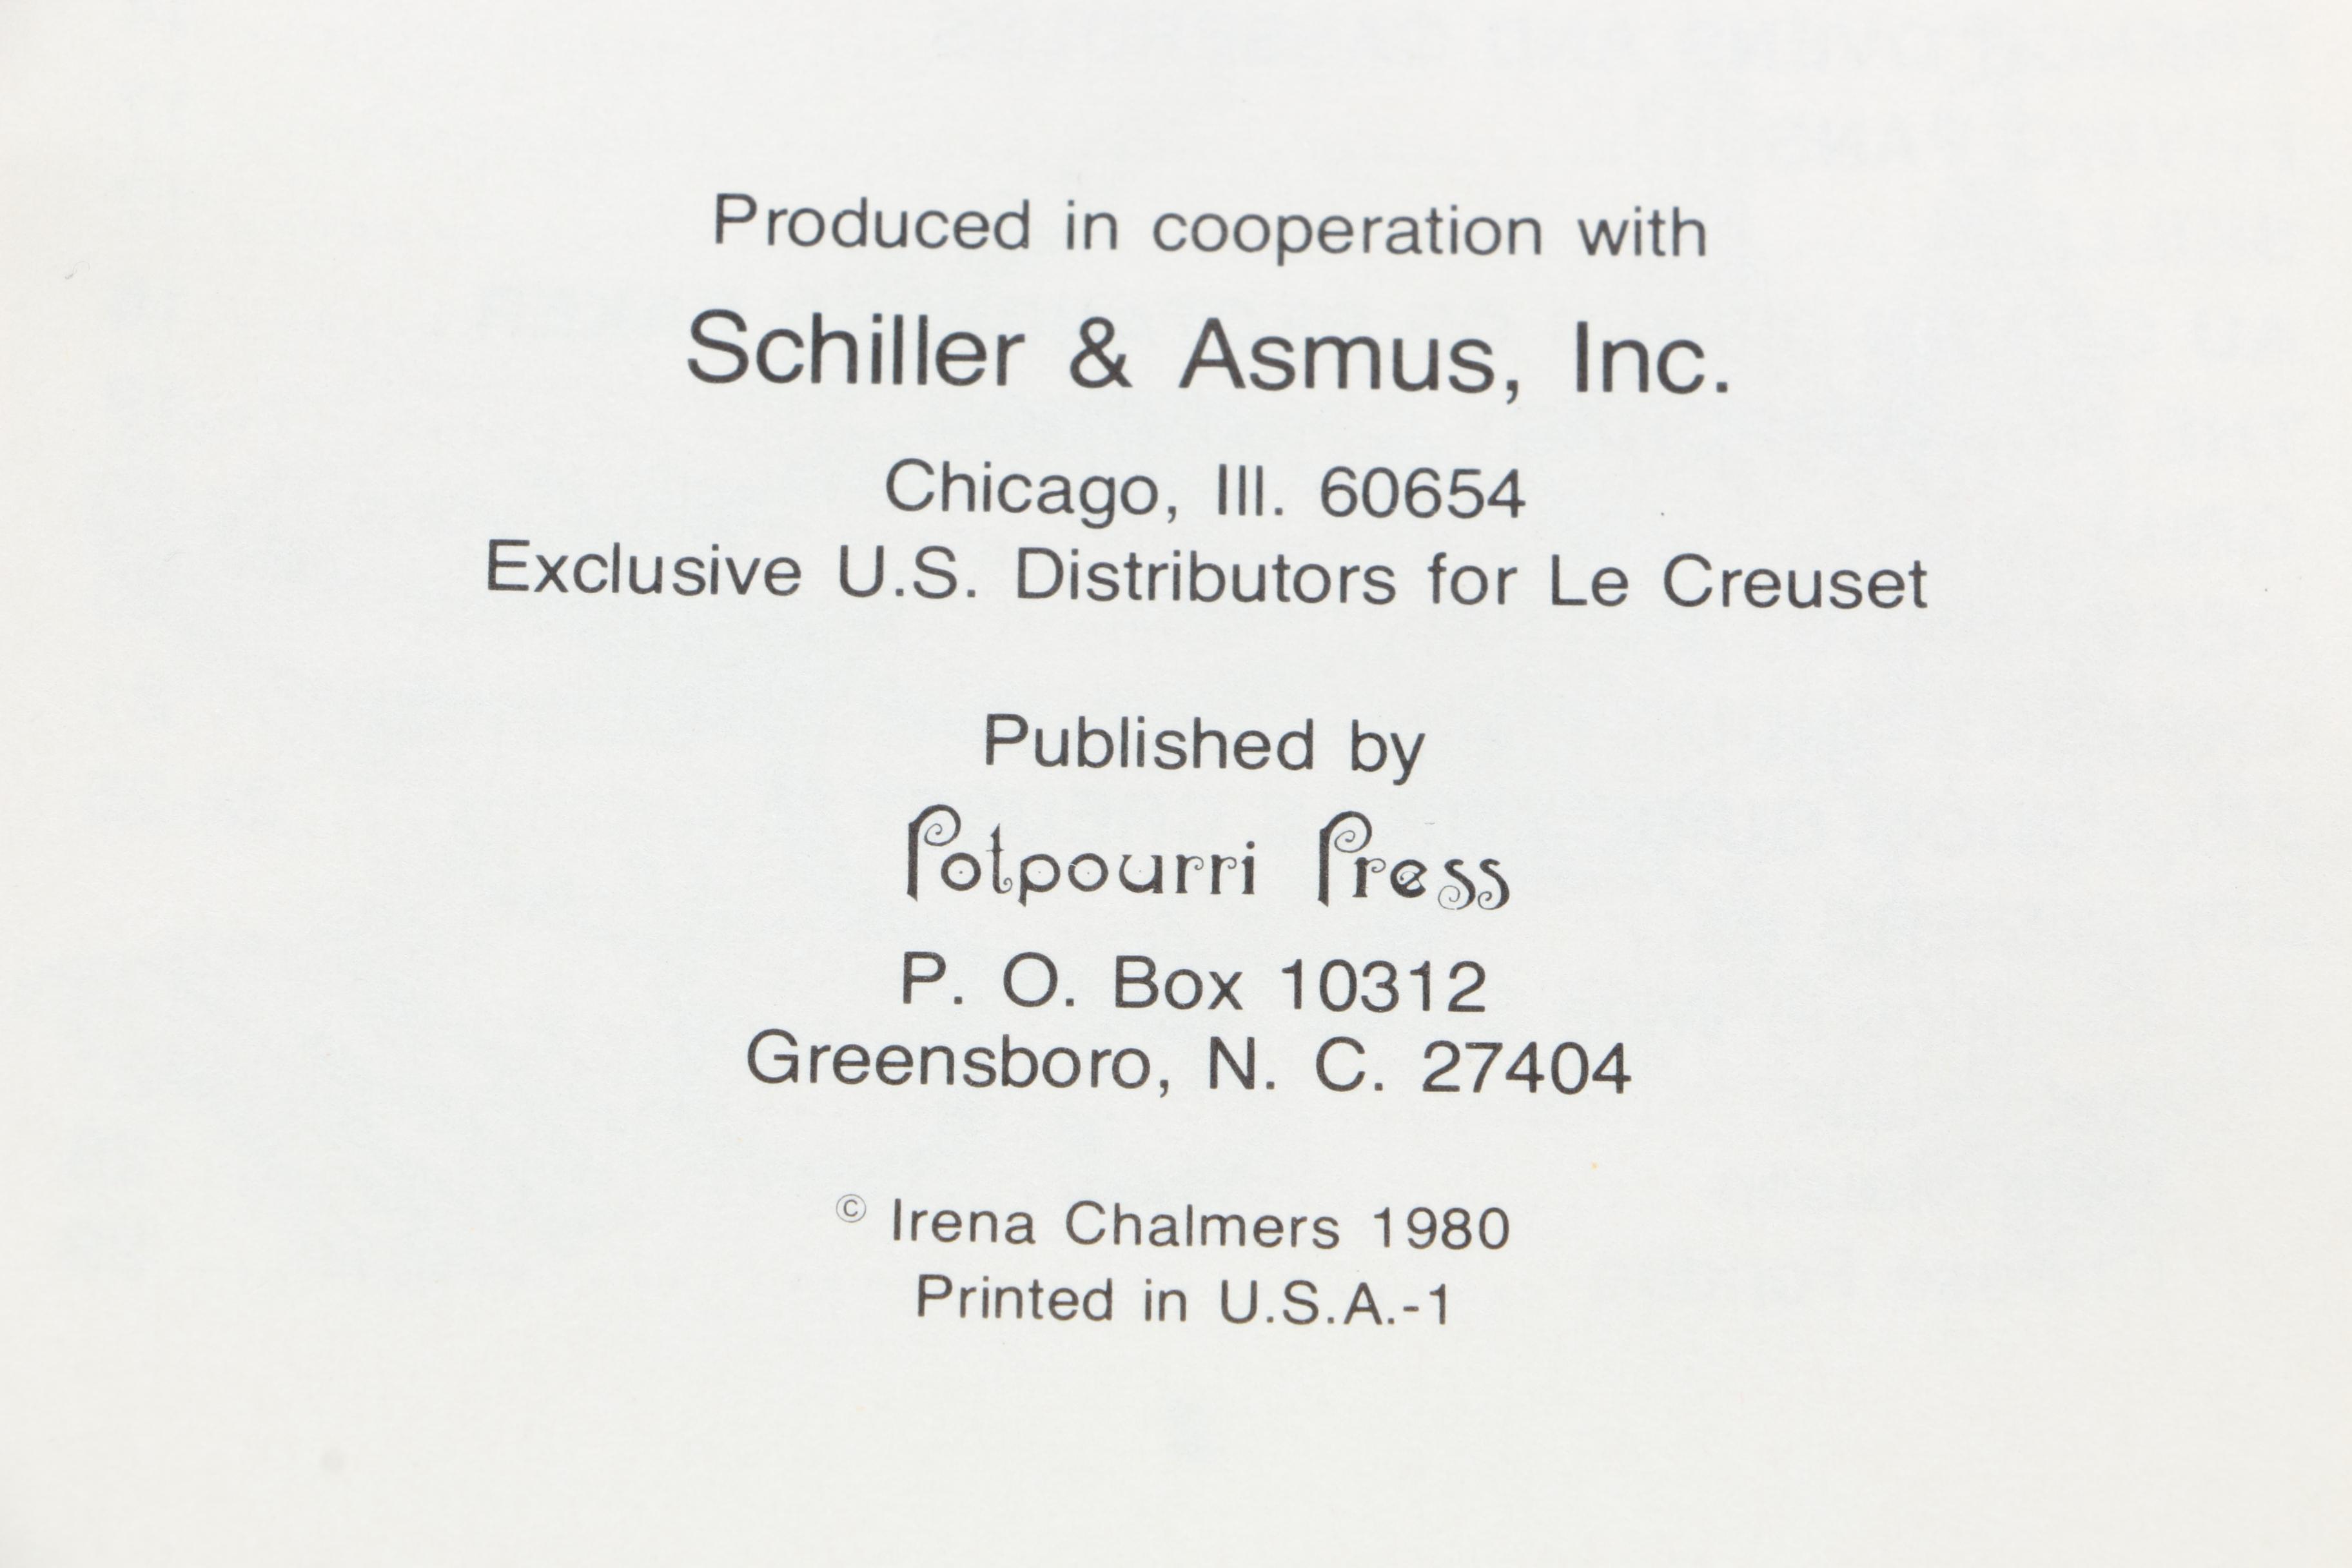 Produced in cooperation with
Schiller & Asmus, Inc.
Chicago, Ill. 60654
Exclusive U.S. Distributors for Le Creuset
Published by
Potpourri Press
P. O. Box 10312
Greensboro, N. C. 27404
© Irena Chalmers 1980
Printed in U.S.A.-1